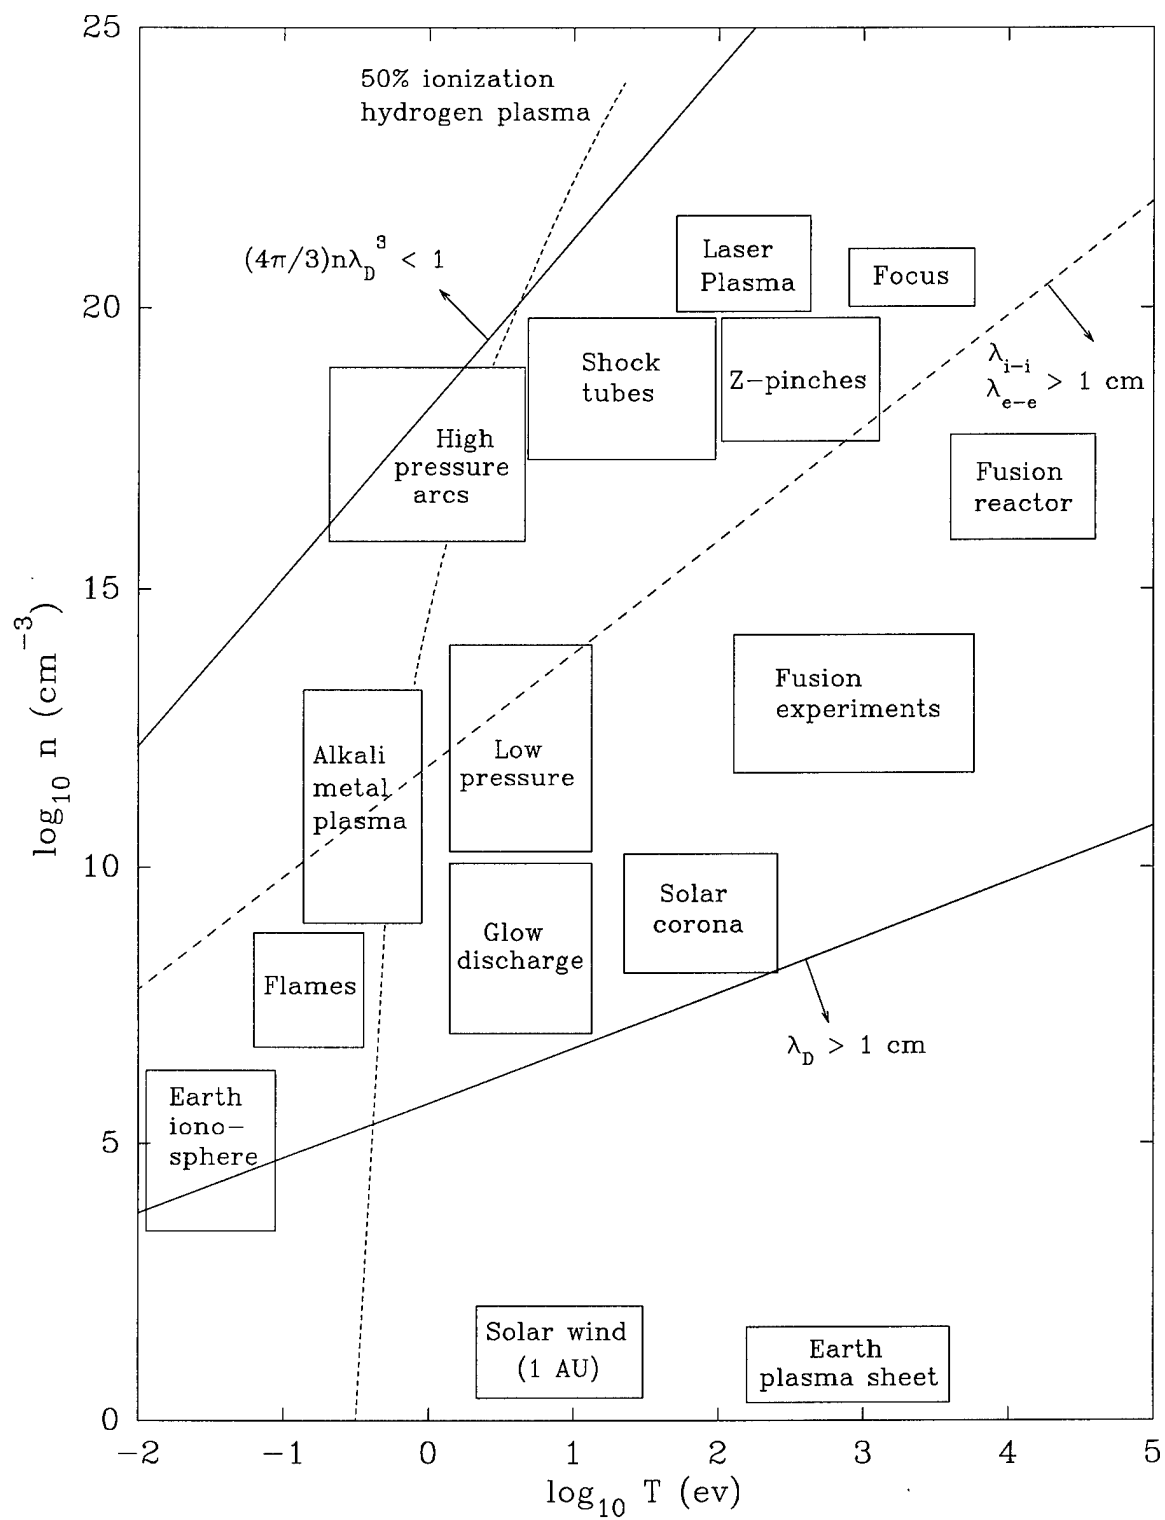 25
50% ionization
hydrogen plasma
(4π/3)nλ_D^3 < 1
Laser
Plasma
Focus
20
λ_i−i
λ_e−e > 1 cm
Shock
tubes
Z−pinches
High
pressure
arcs
Fusion
reactor
15
log10 n (cm^−3)
Fusion
experiments
Alkali
metal
plasma
Low
pressure
10
Solar
corona
Glow
discharge
Flames
λ_D > 1 cm
Earth
iono−
sphere
5
Solar wind
(1 AU)
Earth
plasma sheet
0
−2 −1 0 1 2 3 4 5
log10 T (ev)